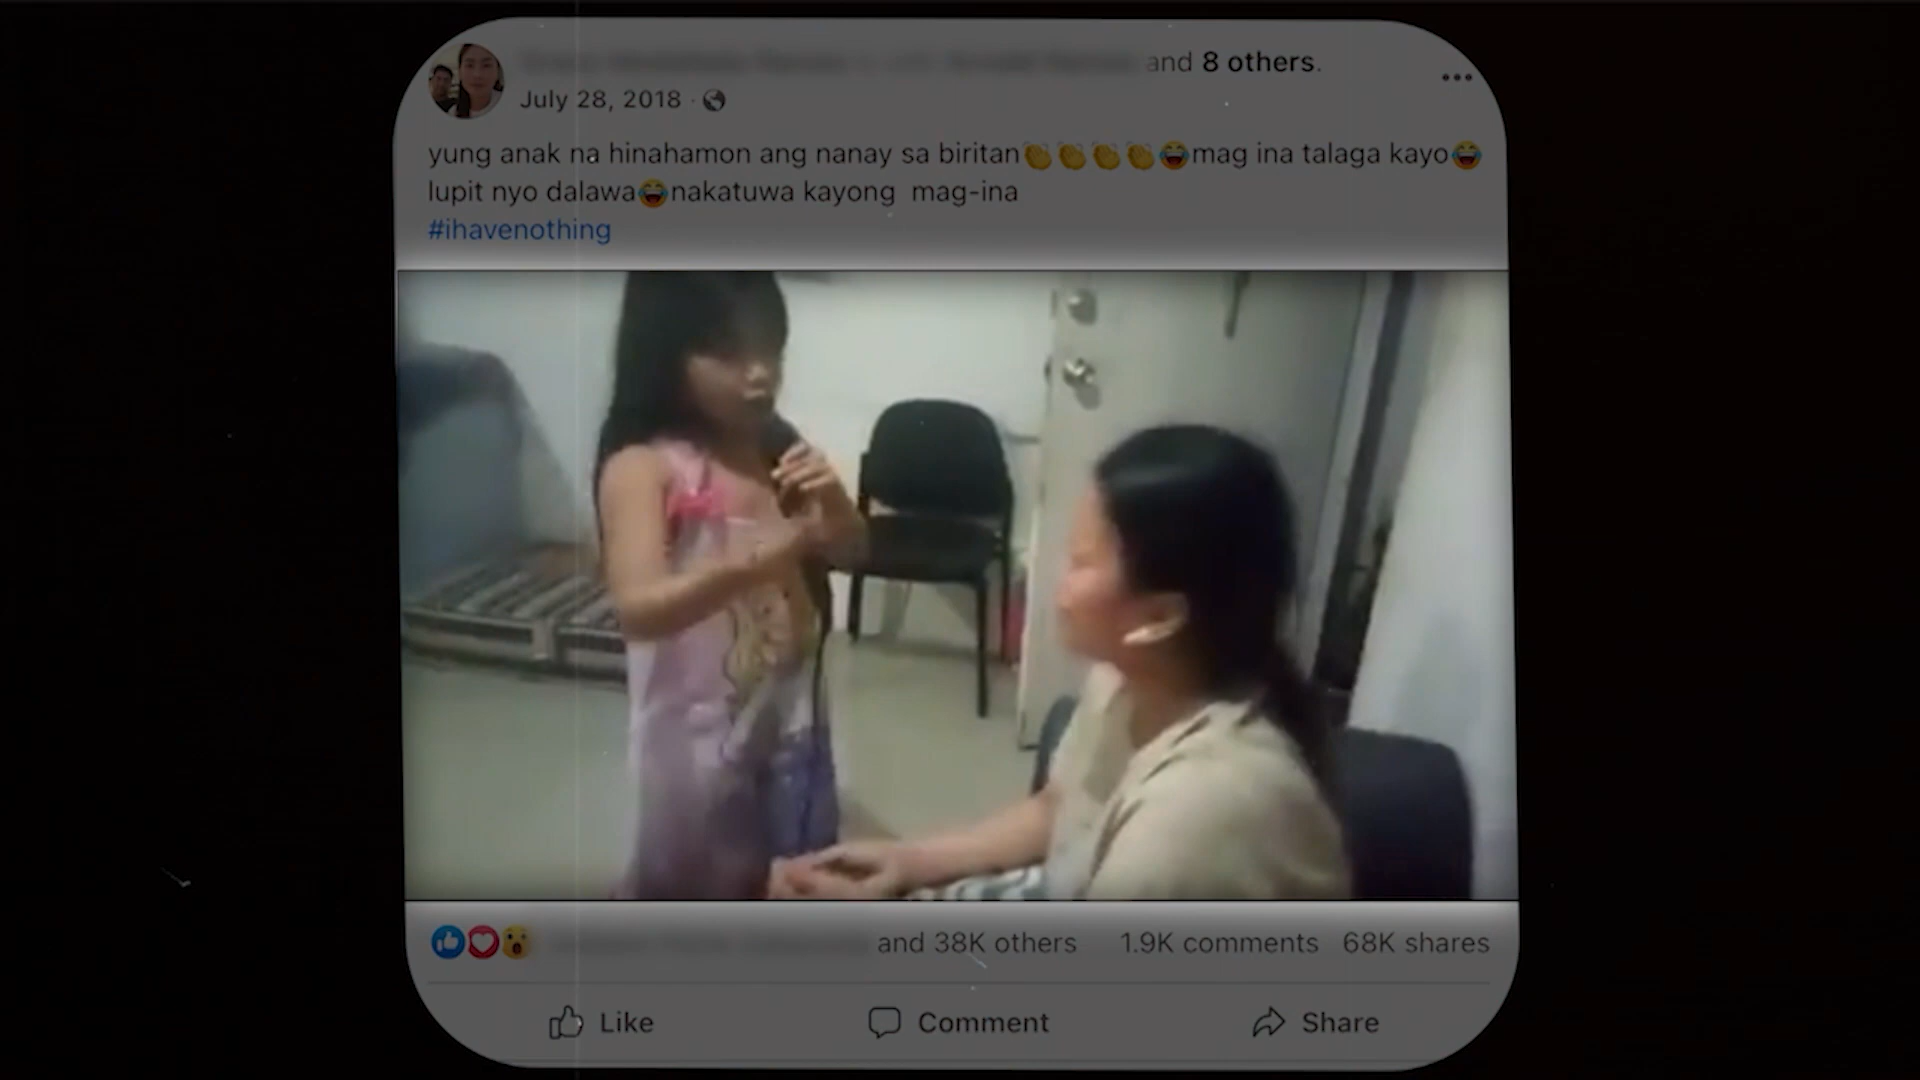 and 8 others.
July 28, 2018 ·
yung anak na hinahamon ang nanay sa biritan👏👏👏👏😂mag ina talaga kayo😂
lupit nyo dalawa😂nakatuwa kayong mag-ina
#ihavenothing
and 38K others 1.9K comments 68K shares
Like Comment Share